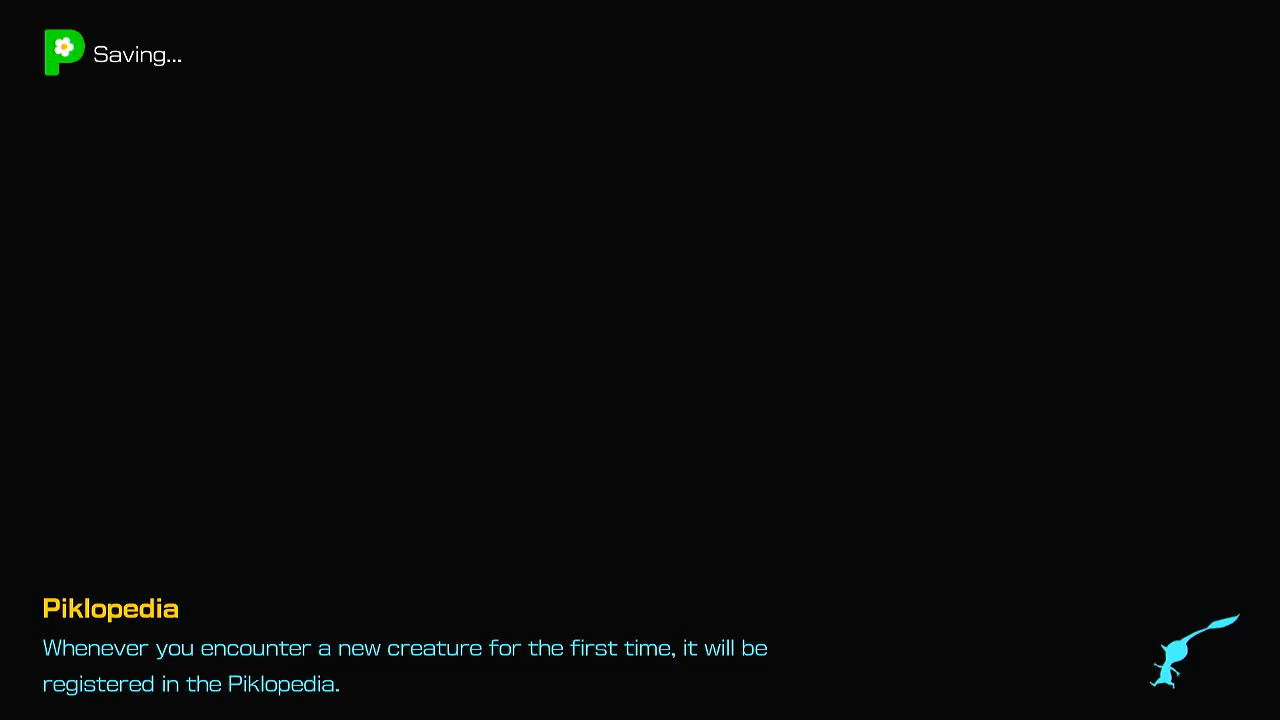 Saving...
Piklopedia
Whenever you encounter a new creature for the first time, it will be
registered in the Piklopedia.